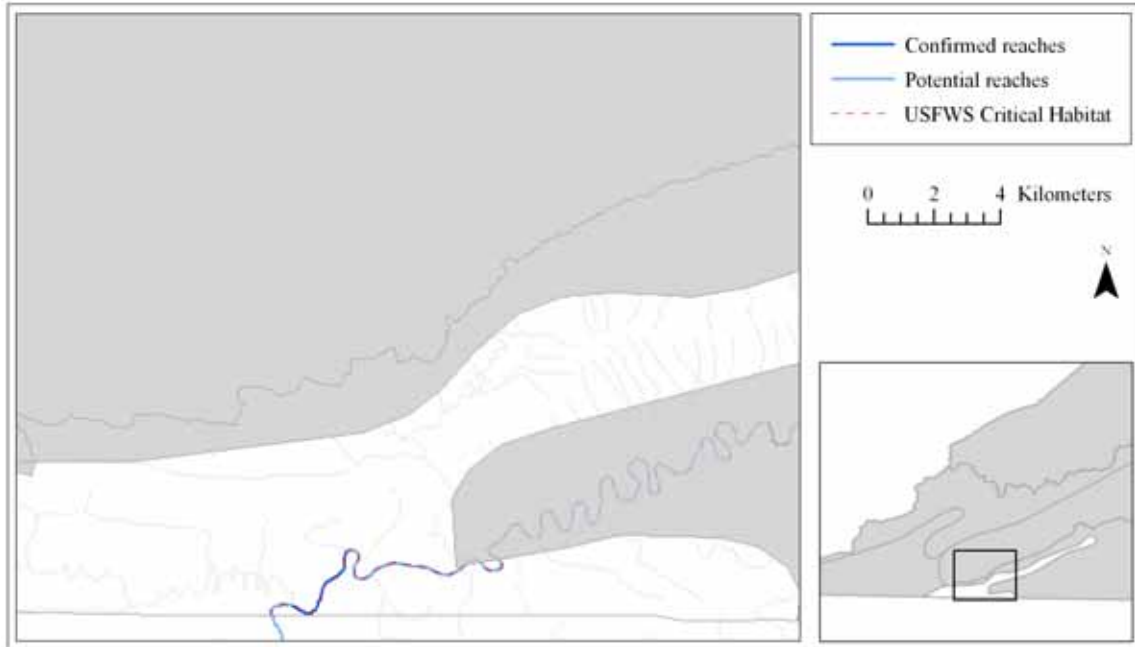 Confirmed reaches
Potential reaches
USFWS Critical Habitat
0 2 4 Kilometers
N